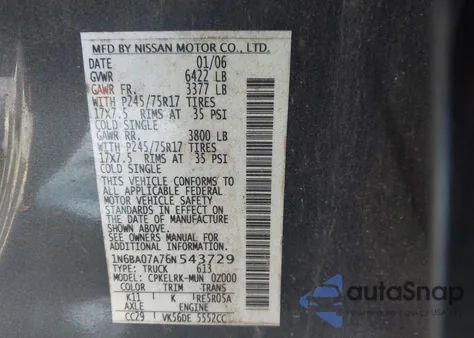 MFD BY NISSAN MOTOR CO., LTD.
DATE 01/06
GVWR 6422 LB
GAWR FR. 3377 LB
WITH P245/75R17 TIRES
17X7.5 RIMS AT 35 PSI
COLD SINGLE
GAWR RR. 3800 LB
WITH P245/75R17 TIRES
17X7.5 RIMS AT 35 PSI
COLD SINGLE
THIS VEHICLE CONFORMS TO
ALL APPLICABLE FEDERAL
MOTOR VEHICLE SAFETY
STANDARDS IN EFFECT ON
THE DATE OF MANUFACTURE
SHOWN ABOVE.
ADDITIONAL GAWR'S SEE
OWNERS MANUAL.
1N6BA07A76N543729
TYPE: TRUCK 613
MODEL: CPKELRK-MUN 0Z000
COLOR TRIM TRANS
K11 K RE5R05A
AXLE ENGINE
CC29 VK56DE 5552CC
autoSnap